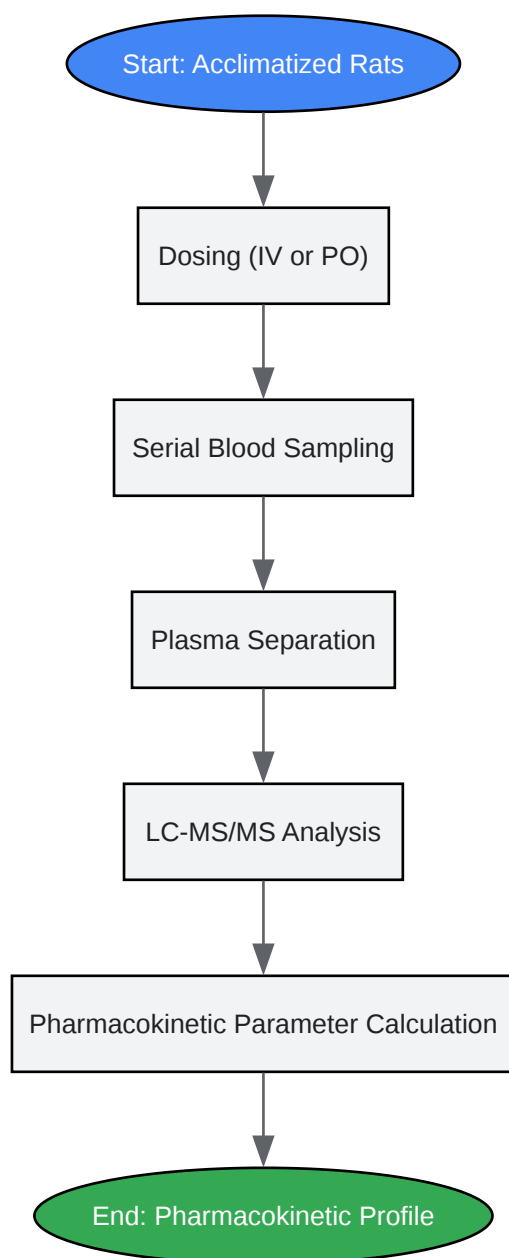 Start: Acclimatized Rats
Dosing (IV or PO)
Serial Blood Sampling
Plasma Separation
LC-MS/MS Analysis
Pharmacokinetic Parameter Calculation
End: Pharmacokinetic Profile